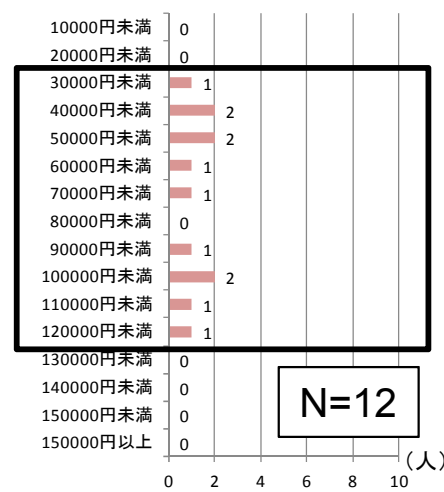 10000円未満 0
20000円未満 0
30000円未満 1
40000円未満 2
50000円未満 2
60000円未満 1
70000円未満 1
80000円未満 0
90000円未満 1
100000円未満 2
110000円未満 1
120000円未満 1
130000円未満 0
140000円未満 0
150000円未満 0
150000円以上 0
N=12
(人)
0 2 4 6 8 10